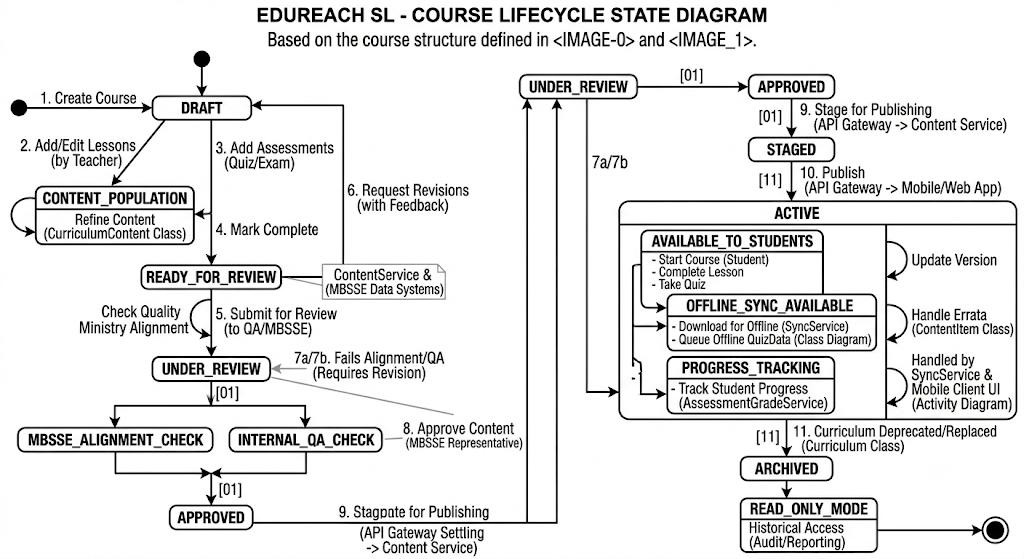 EDUREACH SL - COURSE LIFECYCLE STATE DIAGRAM
Based on the course structure defined in <IMAGE-0> and <IMAGE_1>.
1. Create Course
DRAFT
2. Add/Edit Lessons
(by Teacher)
3. Add Assessments
(Quiz/Exam)
CONTENT_POPULATION
Refine Content
(CurriculumContent Class)
4. Mark Complete
6. Request Revisions
(with Feedback)
READY_FOR_REVIEW
ContentService &
(MBSSE Data Systems)
Check Quality
Ministry Alignment
5. Submit for Review
(to QA/MBSSE)
UNDER_REVIEW
7a/7b. Fails Alignment/QA
(Requires Revision)
[01]
MBSSE_ALIGNMENT_CHECK
INTERNAL_QA_CHECK
8. Approve Content
(MBSSE Representative)
[01]
APPROVED
9. Stagpate for Publishing
(API Gateway Settling
-> Content Service)
UNDER_REVIEW
[01]
APPROVED
7a/7b
[01]
9. Stage for Publishing
(API Gateway -> Content Service)
STAGED
[11]
10. Publish
(API Gateway -> Mobile/Web App)
ACTIVE
AVAILABLE_TO_STUDENTS
- Start Course (Student)
- Complete Lesson
- Take Quiz
OFFLINE_SYNC_AVAILABLE
- Download for Offline (SyncService)
- Queue Offline QuizData (Class Diagram)
PROGRESS_TRACKING
- Track Student Progress
(AssessmentGradeService)
Update Version
Handle Errata
(ContentItem Class)
Handled by
SyncService &
Mobile Client UI
(Activity Diagram)
[11]
11. Curriculum Deprecated/Replaced
(Curriculum Class)
ARCHIVED
READ_ONLY_MODE
Historical Access
(Audit/Reporting)